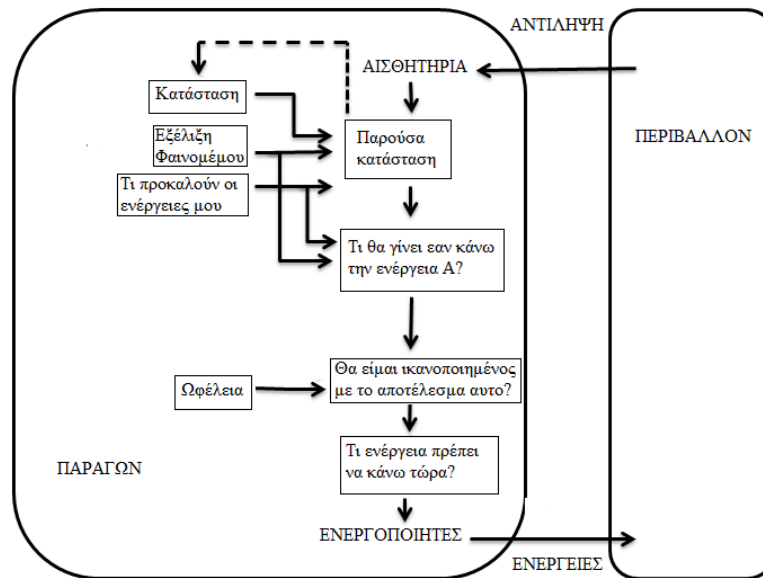 ΑΝΤΙΛΗΨΗ
ΑΙΣΘΗΤΗΡΙΑ
Κατάσταση
Εξέλιξη
Φαινομέμου
Παρούσα
κατάσταση
ΠΕΡΙΒΑΛΛΟΝ
Τι προκαλούν οι
ενέργειες μου
Τι θα γίνει εαν κάνω
την ενέργεια Α?
Ωφέλεια
Θα είμαι ικανοποιημένος
με το αποτέλεσμα αυτο?
Τι ενέργεια πρέπει
να κάνω τώρα?
ΠΑΡΑΓΩΝ
ΕΝΕΡΓΟΠΟΙΗΤΕΣ
ΕΝΕΡΓΕΙΕΣ